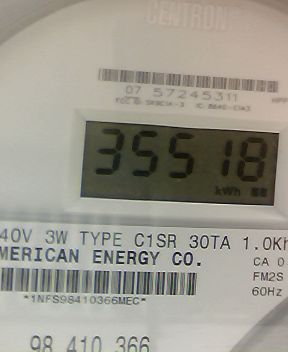 CENTRON
07 57245311
35518
kWh
40V 3W TYPE C1SR 30TA 1.0Kh
MERICAN ENERGY CO.
CA 0
FM2S
60Hz
*1NFS98410366MEC*
98 410 366